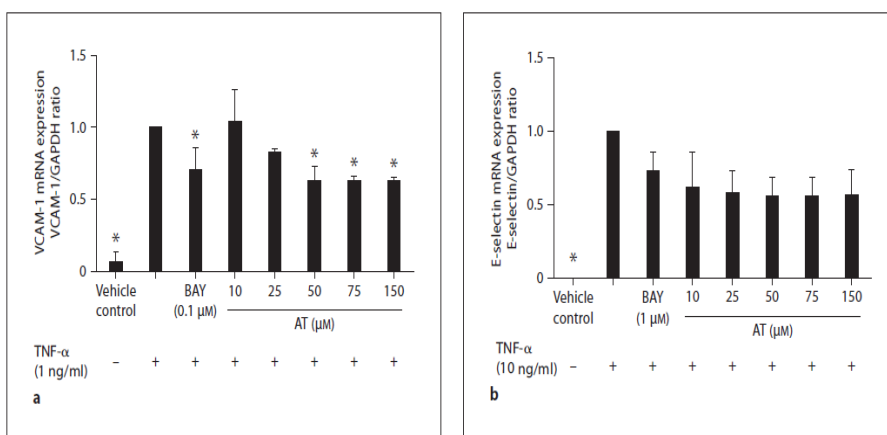 VCAM-1 mRNA expression
VCAM-1/GAPDH ratio
1.5
1.0
0.5
0
*
*
*
*
*
Vehicle
control
BAY
(0.1 µM)
10
25
50
75
150
AT (µM)
TNF-α
(1 ng/ml)
– + + + + + + +
a
E-selectin mRNA expression
E-selectin/GAPDH ratio
1.5
1.0
0.5
0
*
Vehicle
control
BAY
(1 µM)
10
25
50
75
150
AT (µM)
TNF-α
(10 ng/ml)
– + + + + + + +
b